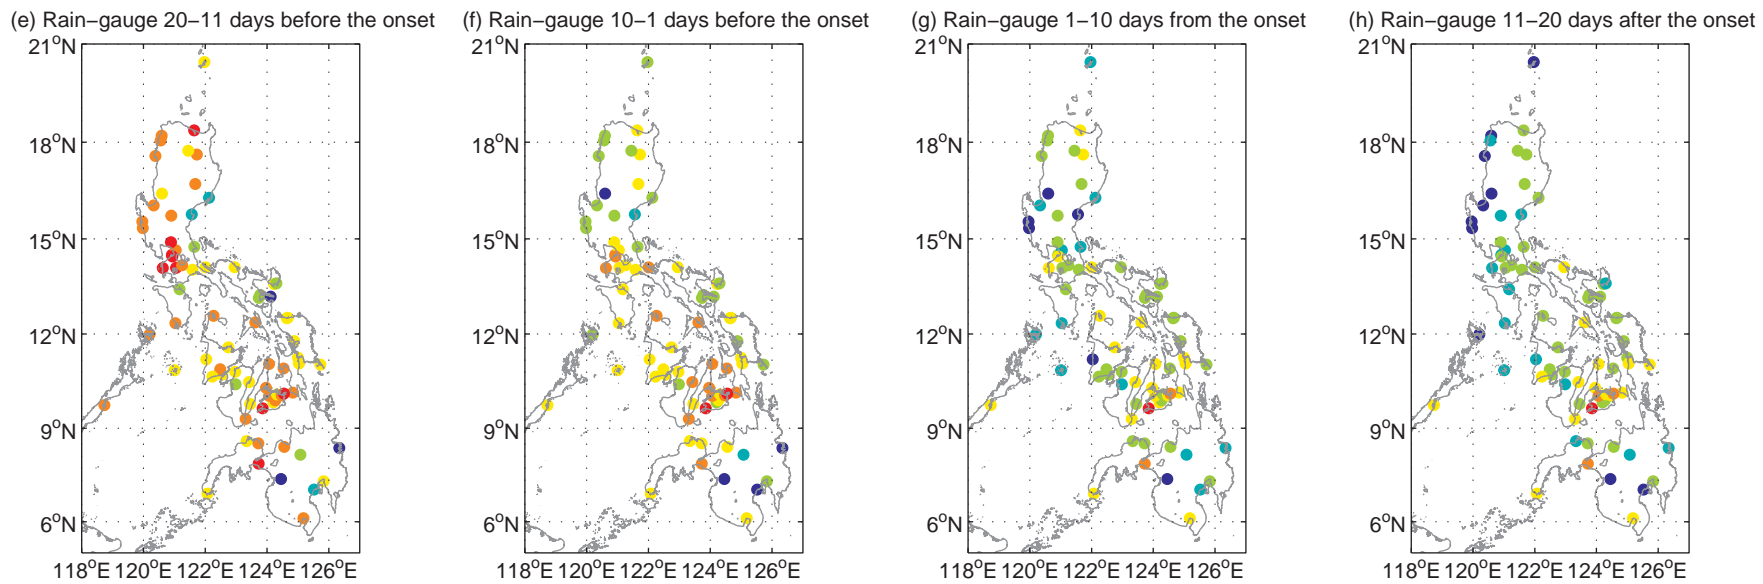 (e) Rain−gauge 20−11 days before the onset
(f) Rain−gauge 10−1 days before the onset
(g) Rain−gauge 1−10 days from the onset
(h) Rain−gauge 11−20 days after the onset
21°N 21°N 21°N 21°N
18°N 18°N 18°N 18°N
15°N 15°N 15°N 15°N
12°N 12°N 12°N 12°N
9°N 9°N 9°N 9°N
6°N 6°N 6°N 6°N
118°E 120°E 122°E 124°E 126°E 118°E 120°E 122°E 124°E 126°E 118°E 120°E 122°E 124°E 126°E 118°E 120°E 122°E 124°E 126°E